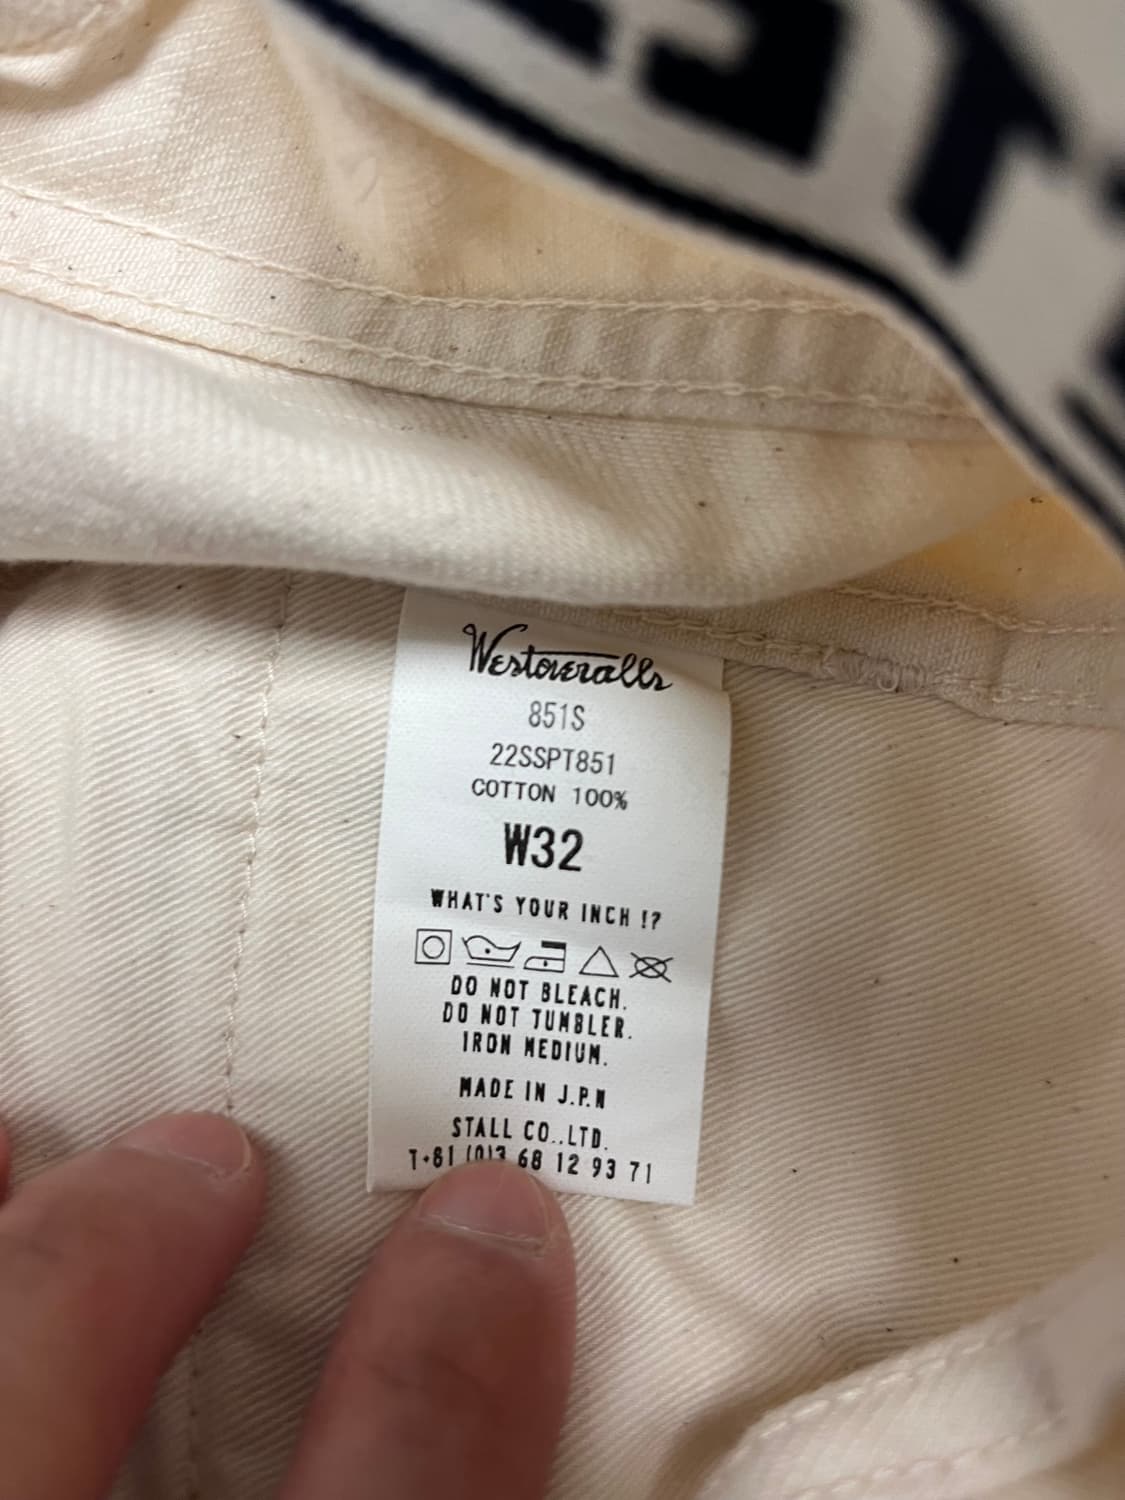 Westoveralls
851S
22SSPT851
COTTON 100%
W32
WHAT'S YOUR INCH !?
DO NOT BLEACH.
DO NOT TUMBLER.
IRON MEDIUM.
MADE IN J.P.N
STALL CO.,LTD.
T+81 (0)3 68 12 93 71